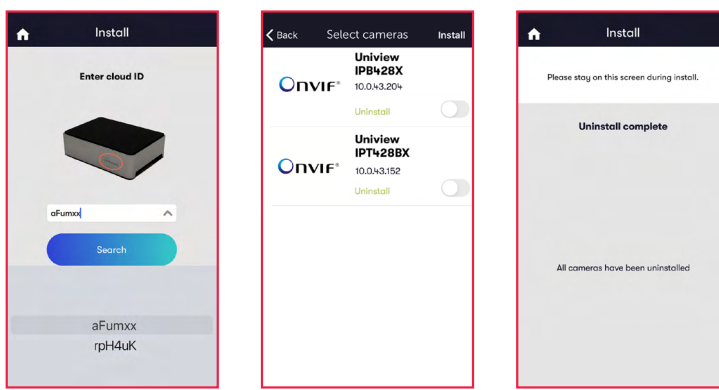 Install
Enter cloud ID
aFumxx
Search
aFumxx
rpH4uK
Back
Select cameras
Install
ONVIF®
Uniview
IPB428X
10.0.43.204
Uninstall
ONVIF®
Uniview
IPT428BX
10.0.43.152
Uninstall
Install
Please stay on this screen during install.
Uninstall complete
All cameras have been uninstalled